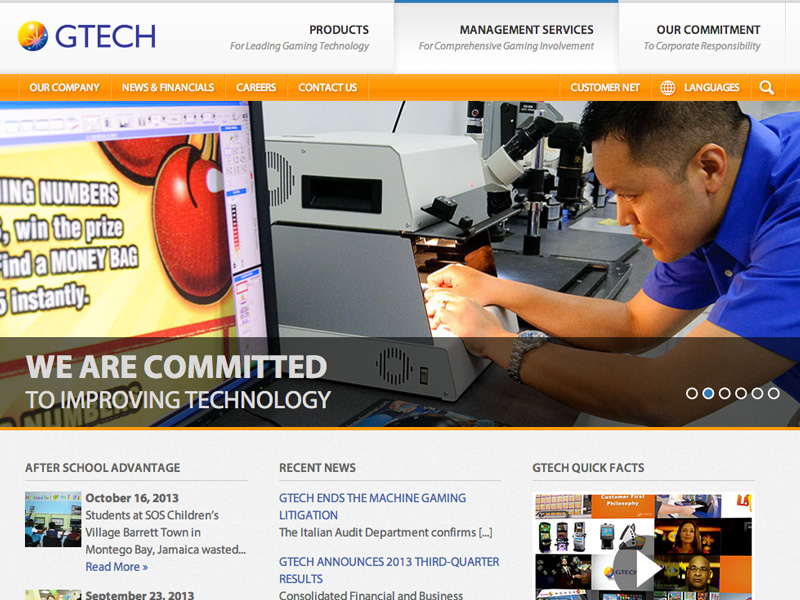 GTECH
PRODUCTS
For Leading Gaming Technology
MANAGEMENT SERVICES
For Comprehensive Gaming Involvement
OUR COMMITMENT
To Corporate Responsibility
OUR COMPANY
NEWS & FINANCIALS
CAREERS
CONTACT US
CUSTOMER NET
LANGUAGES
NING NUMBERS
, win the prize
Find a MONEY BAG
5 instantly.
WE ARE COMMITTED
TO IMPROVING TECHNOLOGY
NUMBERS
AFTER SCHOOL ADVANTAGE
October 16, 2013
Students at SOS Children's
Village Barrett Town in
Montego Bay, Jamaica wasted...
Read More »
September 23, 2013
RECENT NEWS
GTECH ENDS THE MACHINE GAMING
LITIGATION
The Italian Audit Department confirms [...]
GTECH ANNOUNCES 2013 THIRD-QUARTER
RESULTS
Consolidated Financial and Business
GTECH QUICK FACTS
Customer First
Philosophy
GTECH